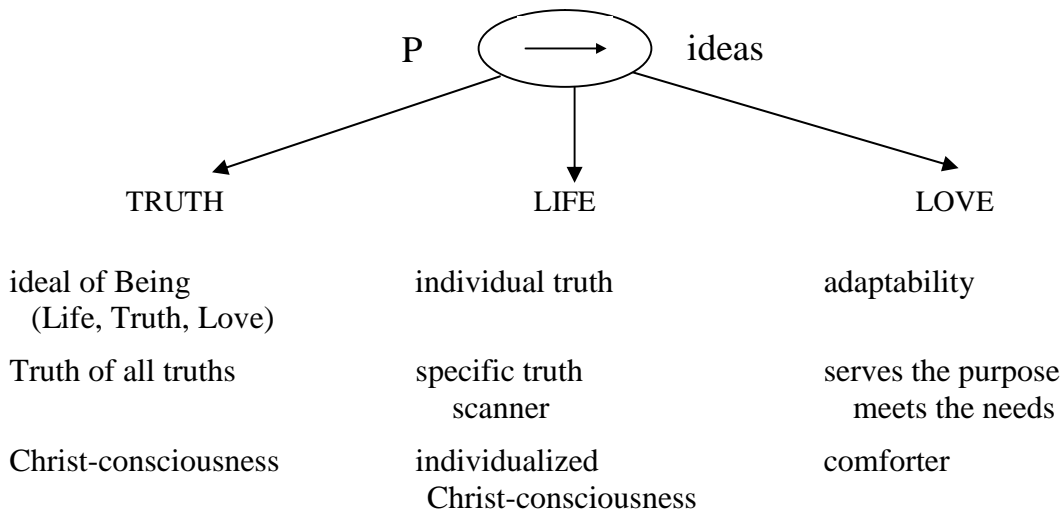 P ideas
TRUTH LIFE LOVE
ideal of Being individual truth adaptability
(Life, Truth, Love)
Truth of all truths specific truth serves the purpose
scanner meets the needs
Christ-consciousness individualized comforter
Christ-consciousness